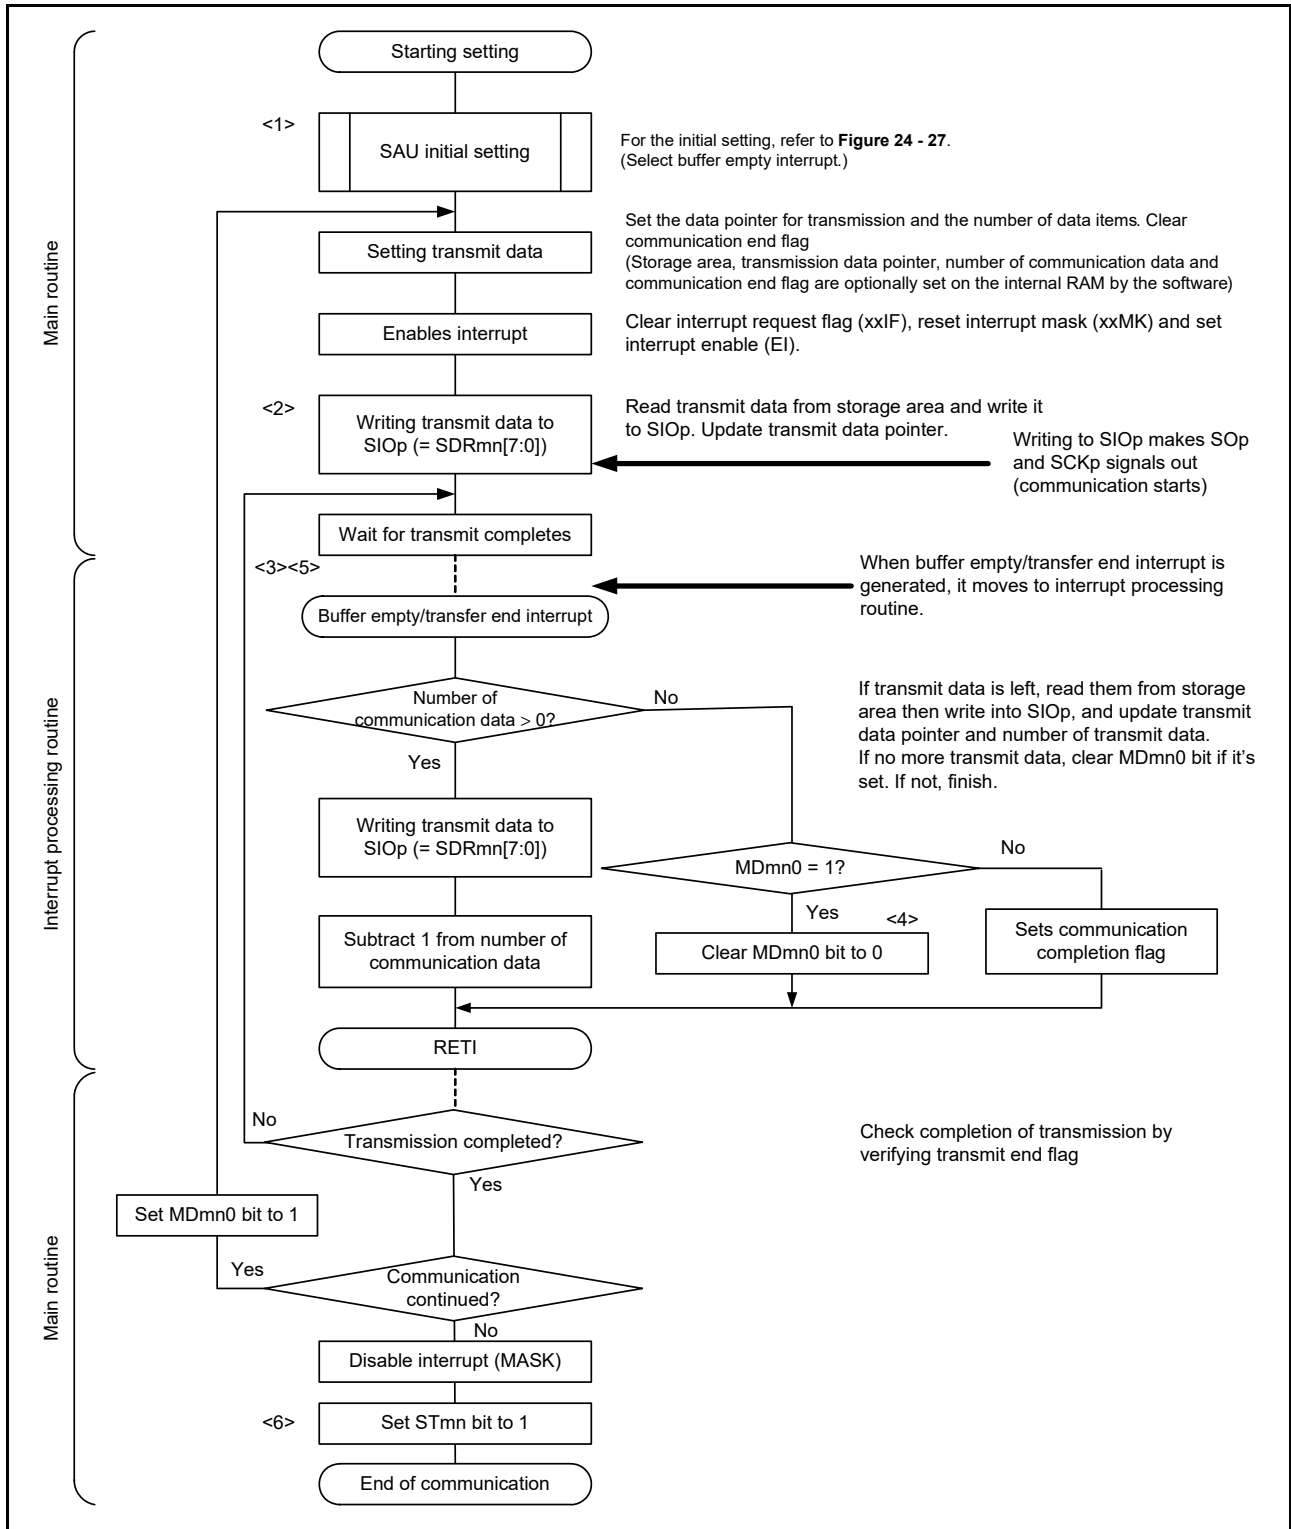 Starting setting
<1>
SAU initial setting
For the initial setting, refer to Figure 24 - 27.
(Select buffer empty interrupt.)
Main routine
Setting transmit data
Set the data pointer for transmission and the number of data items. Clear
communication end flag
(Storage area, transmission data pointer, number of communication data and
communication end flag are optionally set on the internal RAM by the software)
Enables interrupt
Clear interrupt request flag (xxIF), reset interrupt mask (xxMK) and set
interrupt enable (EI).
<2>
Writing transmit data to
SIOp (= SDRmn[7:0])
Read transmit data from storage area and write it
to SIOp. Update transmit data pointer.
Writing to SIOp makes SOp
and SCKp signals out
(communication starts)
Wait for transmit completes
<3><5>
When buffer empty/transfer end interrupt is
generated, it moves to interrupt processing
routine.
Buffer empty/transfer end interrupt
Interrupt processing routine
Number of
communication data > 0?
No
Yes
If transmit data is left, read them from storage
area then write into SIOp, and update transmit
data pointer and number of transmit data.
If no more transmit data, clear MDmn0 bit if it's
set. If not, finish.
Writing transmit data to
SIOp (= SDRmn[7:0])
MDmn0 = 1?
No
Yes
<4>
Subtract 1 from number of
communication data
Clear MDmn0 bit to 0
Sets communication
completion flag
RETI
Main routine
No
Transmission completed?
Yes
Check completion of transmission by
verifying transmit end flag
Set MDmn0 bit to 1
Yes
Communication
continued?
No
Disable interrupt (MASK)
<6>
Set STmn bit to 1
End of communication